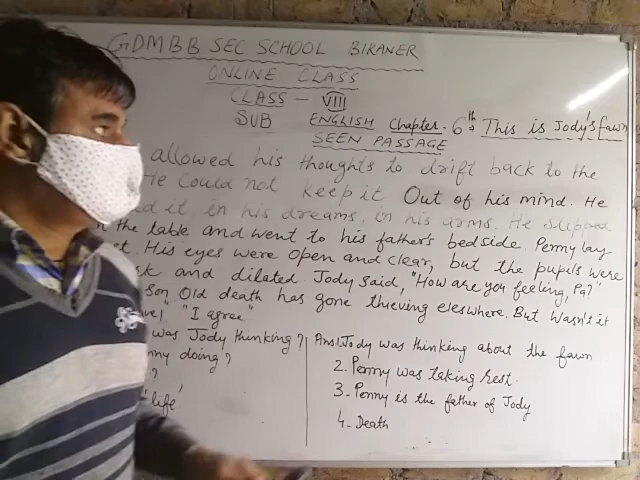 GDMBB SEC SCHOOL BIKANER
ONLINE CLASS
CLASS - VIII
SUB ENGLISH Chapter - 6th => This is Jody's fawn
SEEN PASSAGE
allowed his thoughts to drift back to the
He Could not keep it Out of his mind. He
it in his dreams, in his arms. He slipped
the table and went to his father's bedside. Penny lay
His eyes were open and clear, but the pupils were
and dilated. Jody said, "How are you feeling, Pa?"
Son Old death has gone thieving elsewhere. But Wasn't it
"I agree"
was Jody thinking?
doing?
?
'life'
Ans1 Jody was thinking about the fawn
2. Penny was taking rest.
3. Penny is the father of Jody
4. Death